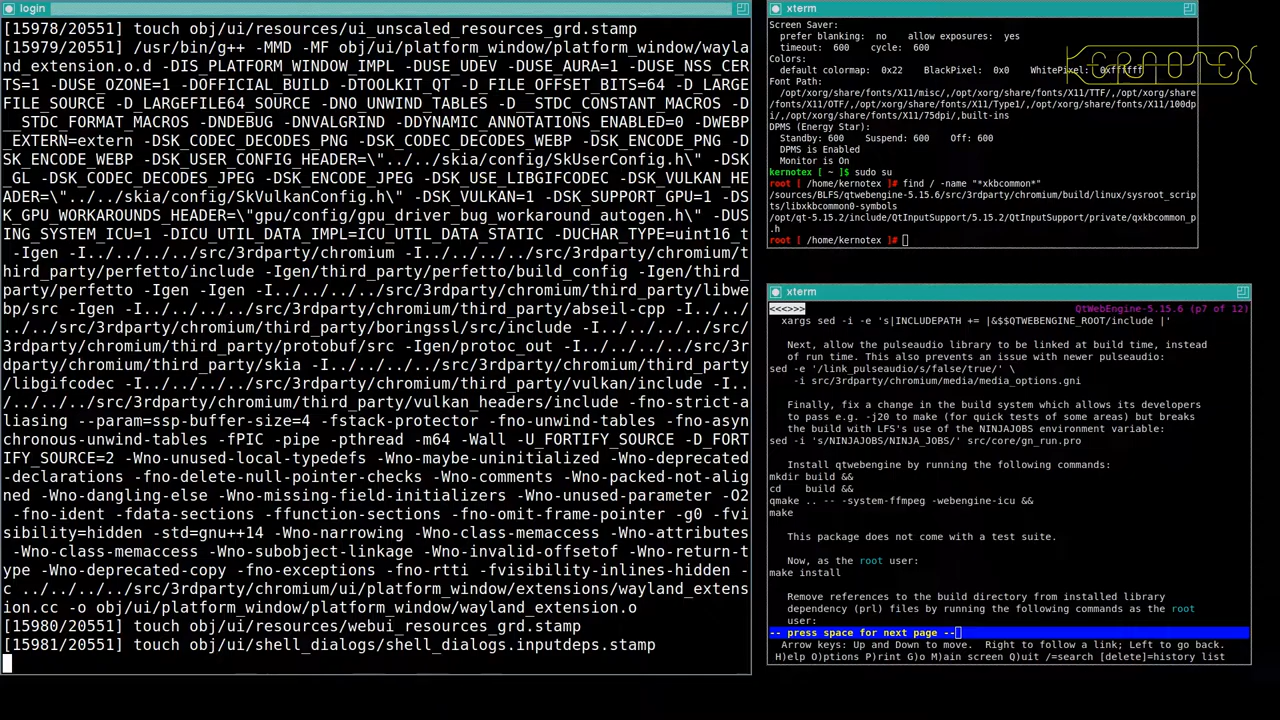 login
[15978/20551] touch obj/ui/resources/ui_unscaled_resources_grd.stamp
[15979/20551] /usr/bin/g++ -MMD -MF obj/ui/platform_window/platform_window/wayla
nd_extension.o.d -DIS_PLATFORM_WINDOW_IMPL -DUSE_UDEV -DUSE_AURA=1 -DUSE_NSS_CER
TS=1 -DUSE_OZONE=1 -DOFFICIAL_BUILD -DTOOLKIT_QT -D_FILE_OFFSET_BITS=64 -D_LARGE
FILE_SOURCE -D_LARGEFILE64_SOURCE -DNO_UNWIND_TABLES -D__STDC_CONSTANT_MACROS -D
__STDC_FORMAT_MACROS -DNDEBUG -DNVALGRIND -DDYNAMIC_ANNOTATIONS_ENABLED=0 -DWEBP
_EXTERN=extern -DSK_CODEC_DECODES_PNG -DSK_CODEC_DECODES_WEBP -DSK_ENCODE_PNG -D
SK_ENCODE_WEBP -DSK_USER_CONFIG_HEADER=\"../../skia/config/SkUserConfig.h\" -DSK
_GL -DSK_CODEC_DECODES_JPEG -DSK_ENCODE_JPEG -DSK_USE_LIBGIFCODEC -DSK_VULKAN_HE
ADER=\"../../skia/config/SkVulkanConfig.h\" -DSK_VULKAN=1 -DSK_SUPPORT_GPU=1 -DS
K_GPU_WORKAROUNDS_HEADER=\"gpu/config/gpu_driver_bug_workaround_autogen.h\" -DUS
ING_SYSTEM_ICU=1 -DICU_UTIL_DATA_IMPL=ICU_UTIL_DATA_STATIC -DUCHAR_TYPE=uint16_t
 -Igen -I../../../../src/3rdparty/chromium -I../../../../src/3rdparty/chromium/t
hird_party/perfetto/include -Igen/third_party/perfetto/build_config -Igen/third_
party/perfetto -Igen -Igen -I../../../../src/3rdparty/chromium/third_party/libwe
bp/src -Igen -I../../../../src/3rdparty/chromium/third_party/abseil-cpp -I../../
../../src/3rdparty/chromium/third_party/boringssl/src/include -I../../../../src/
3rdparty/chromium/third_party/protobuf/src -Igen/protoc_out -I../../../../src/3r
dparty/chromium/third_party/skia -I../../../../src/3rdparty/chromium/third_party
/libgifcodec -I../../../../src/3rdparty/chromium/third_party/vulkan/include -I..
/../../../src/3rdparty/chromium/third_party/vulkan_headers/include -fno-strict-a
liasing --param=ssp-buffer-size=4 -fstack-protector -fno-unwind-tables -fno-asyn
chronous-unwind-tables -fPIC -pipe -pthread -m64 -Wall -U_FORTIFY_SOURCE -D_FORT
IFY_SOURCE=2 -Wno-unused-local-typedefs -Wno-maybe-uninitialized -Wno-deprecated
-declarations -fno-delete-null-pointer-checks -Wno-comments -Wno-packed-not-alig
ned -Wno-dangling-else -Wno-missing-field-initializers -Wno-unused-parameter -O2
 -fno-ident -fdata-sections -ffunction-sections -fno-omit-frame-pointer -g0 -fvi
sibility=hidden -std=gnu++14 -Wno-narrowing -Wno-class-memaccess -Wno-attributes
 -Wno-class-memaccess -Wno-subobject-linkage -Wno-invalid-offsetof -Wno-return-t
ype -Wno-deprecated-copy -fno-exceptions -fno-rtti -fvisibility-inlines-hidden -
c ../../../../src/3rdparty/chromium/ui/platform_window/extensions/wayland_extens
ion.cc -o obj/ui/platform_window/platform_window/wayland_extension.o
[15980/20551] touch obj/ui/resources/webui_resources_grd.stamp
[15981/20551] touch obj/ui/shell_dialogs/shell_dialogs.inputdeps.stamp
xterm
Screen Saver:
  prefer blanking:  no    allow exposures:  yes
  timeout:  600    cycle:  600
Colors:
  default colormap: 0x22    BlackPixel: 0x0    WhitePixel: 0xffffff
KERNOTEX
Font Path:
  /opt/xorg/share/fonts/X11/misc/,/opt/xorg/share/fonts/X11/TTF/,/opt/xorg/share
/fonts/X11/OTF/,/opt/xorg/share/fonts/X11/Type1/,/opt/xorg/share/fonts/X11/100dp
i/,/opt/xorg/share/fonts/X11/75dpi/,built-ins
DPMS (Energy Star):
  Standby: 600    Suspend: 600    Off: 600
  DPMS is Enabled
  Monitor is On
kernotex [ ~ ]$ sudo su
root [ /home/kernotex ]# find / -name "*xkbcommon*"
/sources/BLFS/QT/qtwebengine-5.15.6/src/3rdparty/chromium/build/linux/sysroot_scrip
ts/libxkbcommon0-symbols
/opt/qt-5.15.2/include/QtInputSupport/5.15.2/QtInputSupport/private/qxkbcommon_p
.h
root [ /home/kernotex ]#
xterm
<<<>>> QtWebEngine-5.15.6 (p7 of 12)
  xargs sed -i -e 's|INCLUDEPATH += |&$$QTWEBENGINE_ROOT/include |'
   Next, allow the pulseaudio library to be linked at build time, instead
   of run time. This also prevents an issue with newer pulseaudio:
sed -e '/link_pulseaudio/s/false/true/' \
    -i src/3rdparty/chromium/media/media_options.gni
   Finally, fix a change in the build system which allows its developers
   to pass e.g. -j20 to make (for quick tests of some areas) but breaks
   the build with LFS's use of the NINJAJOBS environment variable:
sed -i 's/NINJAJOBS/NINJA_JOBS/' src/core/gn_run.pro
   Install qtwebengine by running the following commands:
mkdir build &&
cd    build &&
qmake .. -- -system-ffmpeg -webengine-icu &&
make
   This package does not come with a test suite.
   Now, as the root user:
make install
   Remove references to the build directory from installed library
   dependency (prl) files by running the following commands as the root
   user:
-- press space for next page --
  Arrow keys: Up and Down to move.  Right to follow a link; Left to go back.
 H)elp O)ptions P)rint G)o M)ain screen Q)uit /=search [delete]=history list